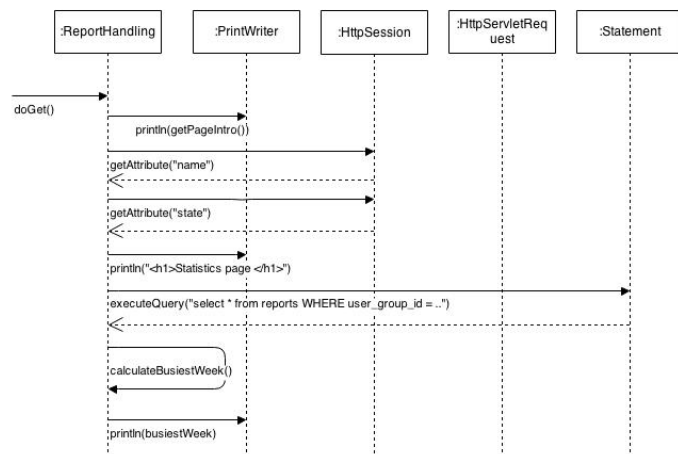 :ReportHandling
:PrintWriter
:HttpSession
:HttpServletReq
uest
:Statement
doGet()
println(getPageIntro())
getAttribute("name")
getAttribute("state")
println("<h1>Statistics page </h1>")
executeQuery("select * from reports WHERE user_group_id = ..")
calculateBusiestWeek()
println(busiestWeek)